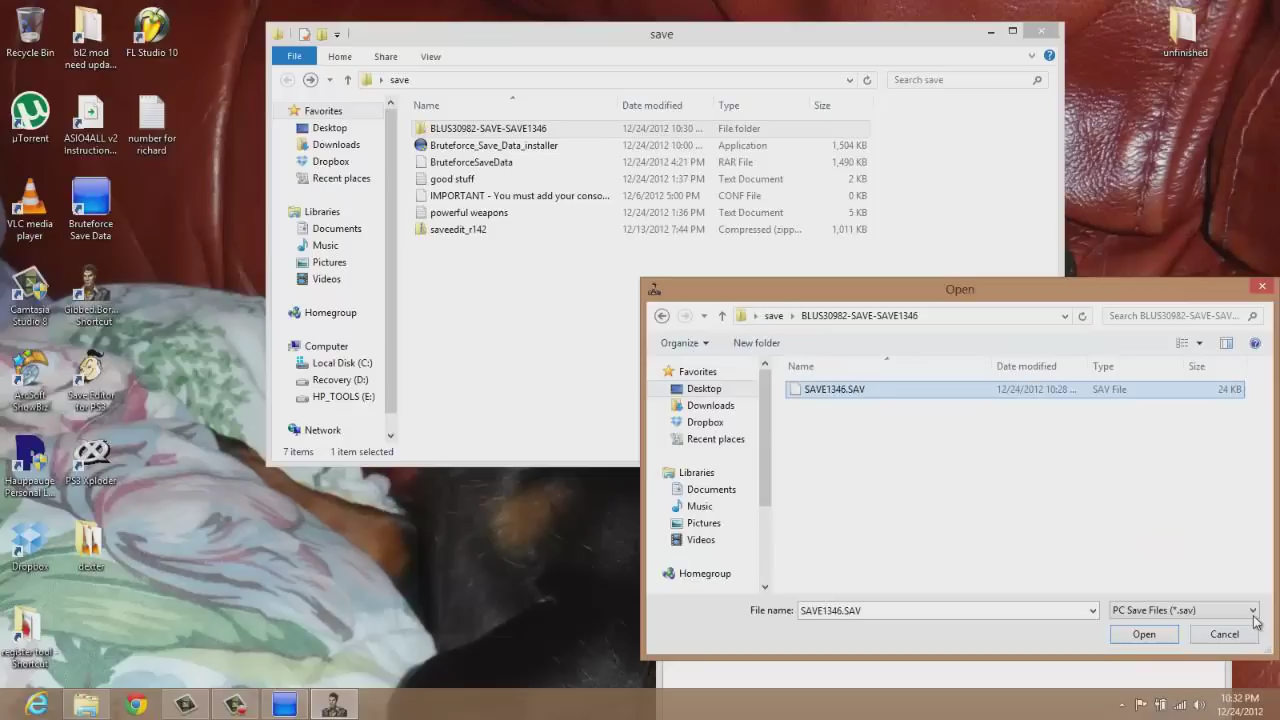 Recycle Bin
bl2 mod
need upda...
FL Studio 10
unfinished
µTorrent
ASIO4ALL v2
Instruction...
number for
richard
VLC media
player
Bruteforce
Save Data
Camtasia
Studio 8
Gibbed.Bor...
- Shortcut
ArcSoft
ShowBiz
Save Editor
for PS3
Hauppauge
Personal L...
PS3 Xploder
Dropbox
dexter
register tool -
Shortcut
save
File
Home
Share
View
save
Search save
Favorites
Desktop
Downloads
Dropbox
Recent places
Libraries
Documents
Music
Pictures
Videos
Homegroup
Computer
Local Disk (C:)
Recovery (D:)
HP_TOOLS (E:)
Network
Name Date modified Type Size
BLUS30982-SAVE-SAVE1346 12/24/2012 10:30 ... File folder
Bruteforce_Save_Data_installer 12/24/2012 10:00 ... Application 1,504 KB
BruteforceSaveData 12/24/2012 4:21 PM RAR File 1,490 KB
good stuff 12/24/2012 1:37 PM Text Document 2 KB
IMPORTANT - You must add your conso... 12/6/2012 5:00 PM CONF File 0 KB
powerful weapons 12/24/2012 1:36 PM Text Document 5 KB
saveedit_r142 12/13/2012 7:44 PM Compressed (zipp... 1,011 KB
7 items 1 item selected
Open
save BLUS30982-SAVE-SAVE1346
Search BLUS30982-SAVE-SAV...
Organize New folder
Favorites
Desktop
Downloads
Dropbox
Recent places
Libraries
Documents
Music
Pictures
Videos
Homegroup
Name Date modified Type Size
SAVE1346.SAV 12/24/2012 10:28 ... SAV File 24 KB
File name: SAVE1346.SAV PC Save Files (*.sav)
Open Cancel
10:32 PM
12/24/2012